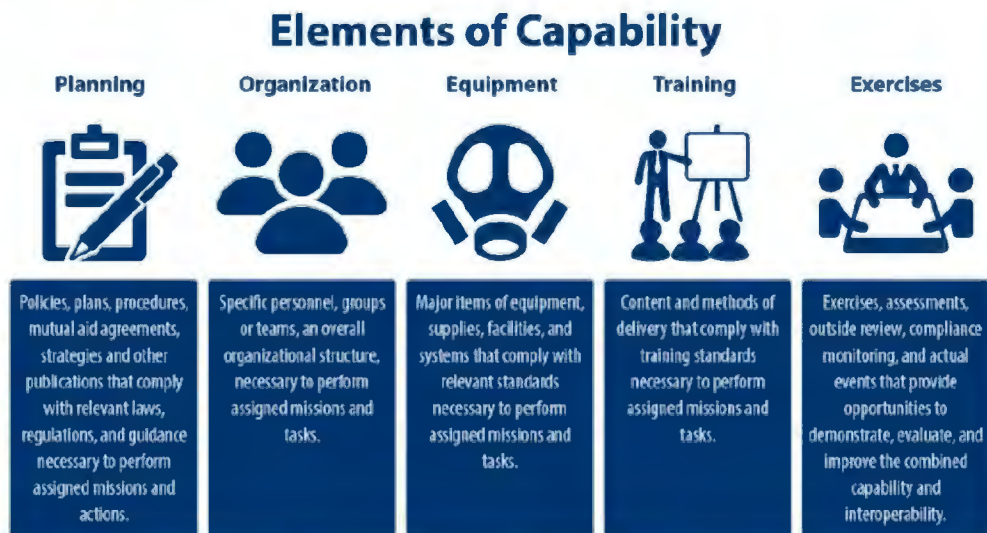 Elements of Capability
Planning
Organization
Equipment
Training
Exercises
Policies, plans, procedures,
mutual aid agreements,
strategies and other
publications that comply
with relevant laws,
regulations, and guidance
necessary to perform
assigned missions and
actions.
Specific personnel, groups
or teams, an overall
organizational structure,
necessary to perform
assigned missions and
tasks.
Major items of equipment,
supplies, facilities, and
systems that comply with
relevant standards
necessary to perform
assigned missions and
tasks.
Content and methods of
delivery that comply with
training standards
necessary to perform
assigned missions and
tasks.
Exercises, assessments,
outside review, compliance
monitoring, and actual
events that provide
opportunities to
demonstrate, evaluate, and
improve the combined
capability and
interoperability.